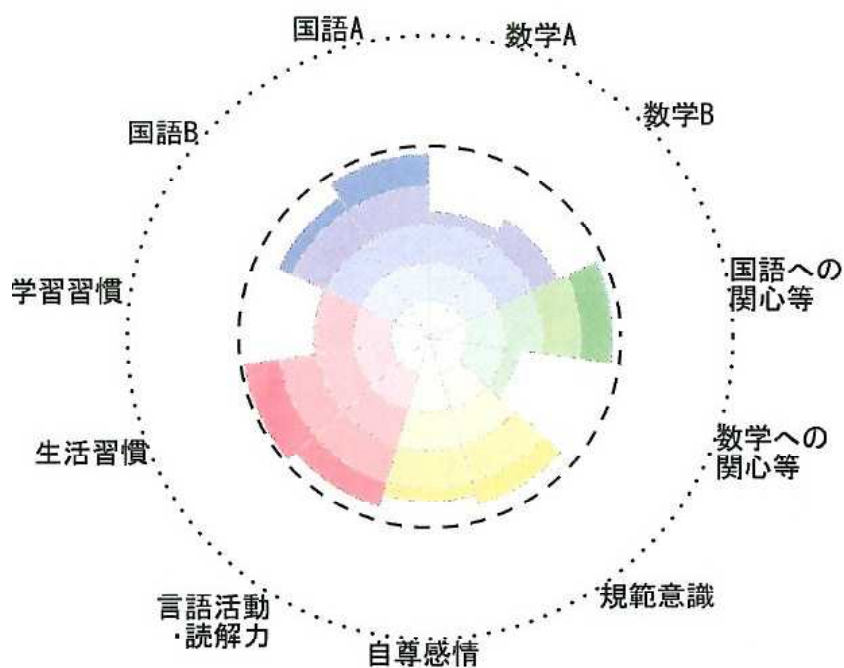 国語A
数学A
数学B
国語への
関心等
数学への
関心等
規範意識
自尊感情
言語活動
・読解力
生活習慣
学習習慣
国語B